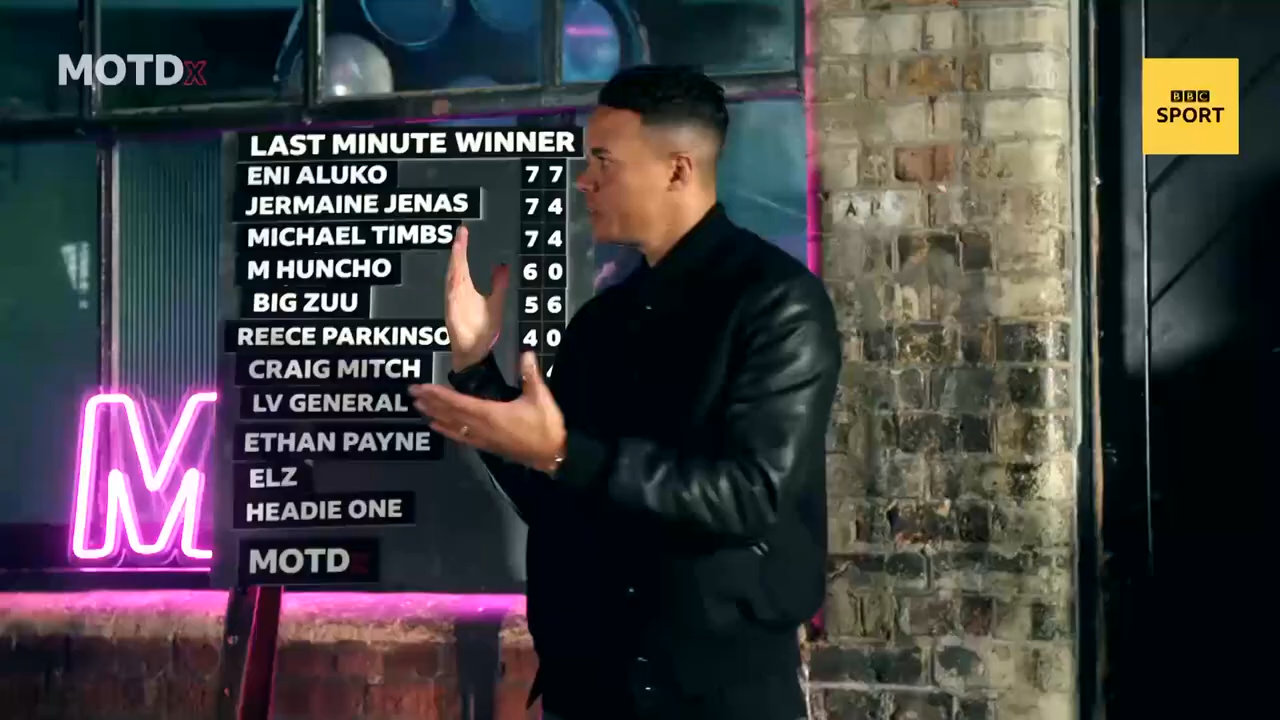 MOTDx
BBC
SPORT
LAST MINUTE WINNER
ENI ALUKO 77
JERMAINE JENAS 74
MICHAEL TIMBS 74
M HUNCHO 60
BIG ZUU 56
REECE PARKINSO 40
CRAIG MITCH
LV GENERAL
ETHAN PAYNE
ELZ
HEADIE ONE
MOTDx
M